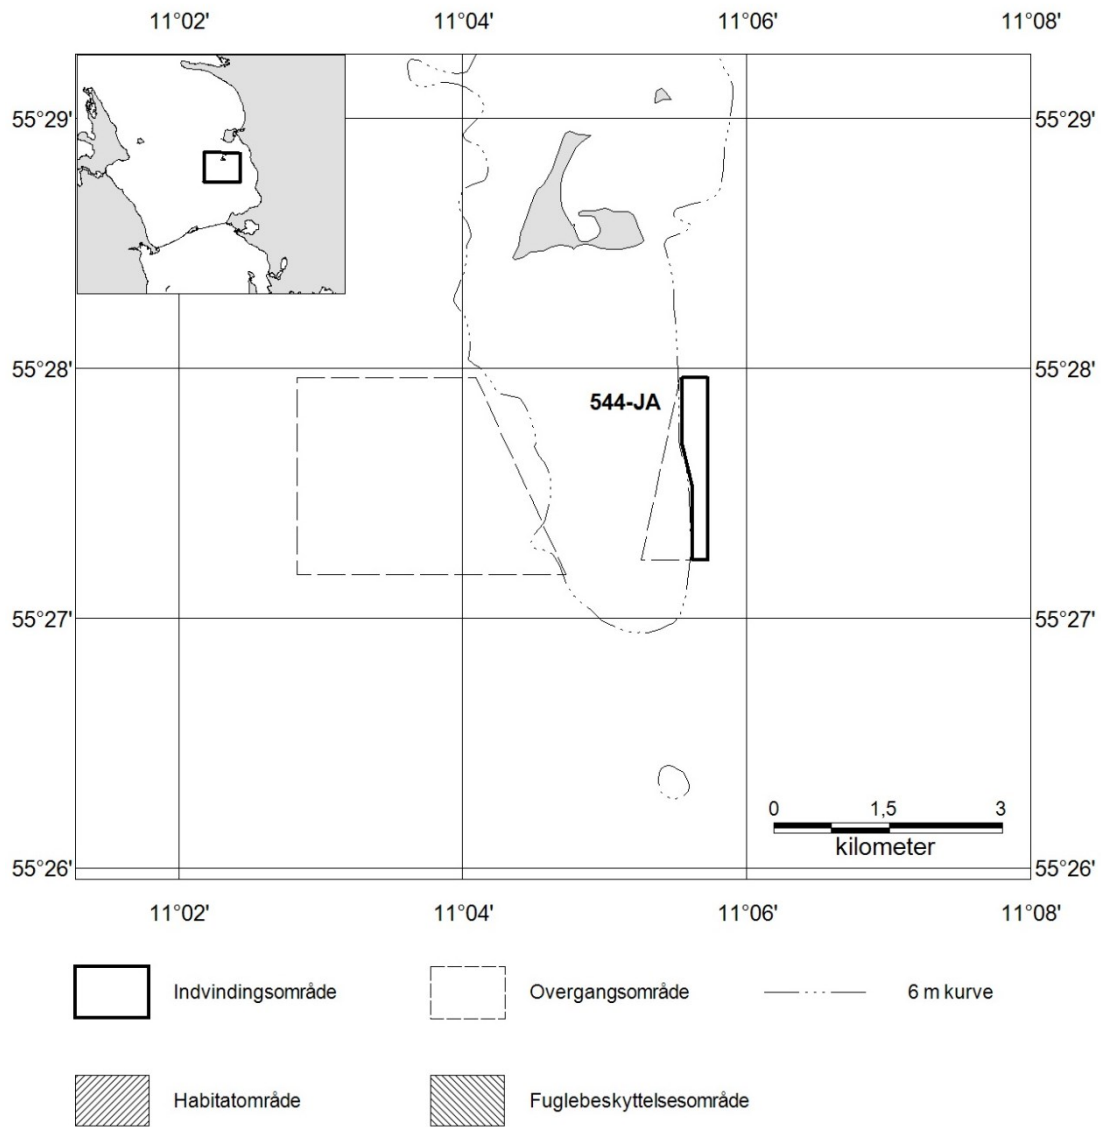 11°02' 11°04' 11°06' 11°08'
55°29' 55°29'
55°28' 55°28'
544-JA
55°27' 55°27'
0 1,5 3
kilometer
55°26' 55°26'
11°02' 11°04' 11°06' 11°08'
Indvindingsområde Overgangsområde 6 m kurve
Habitatområde Fuglebeskyttelsesområde